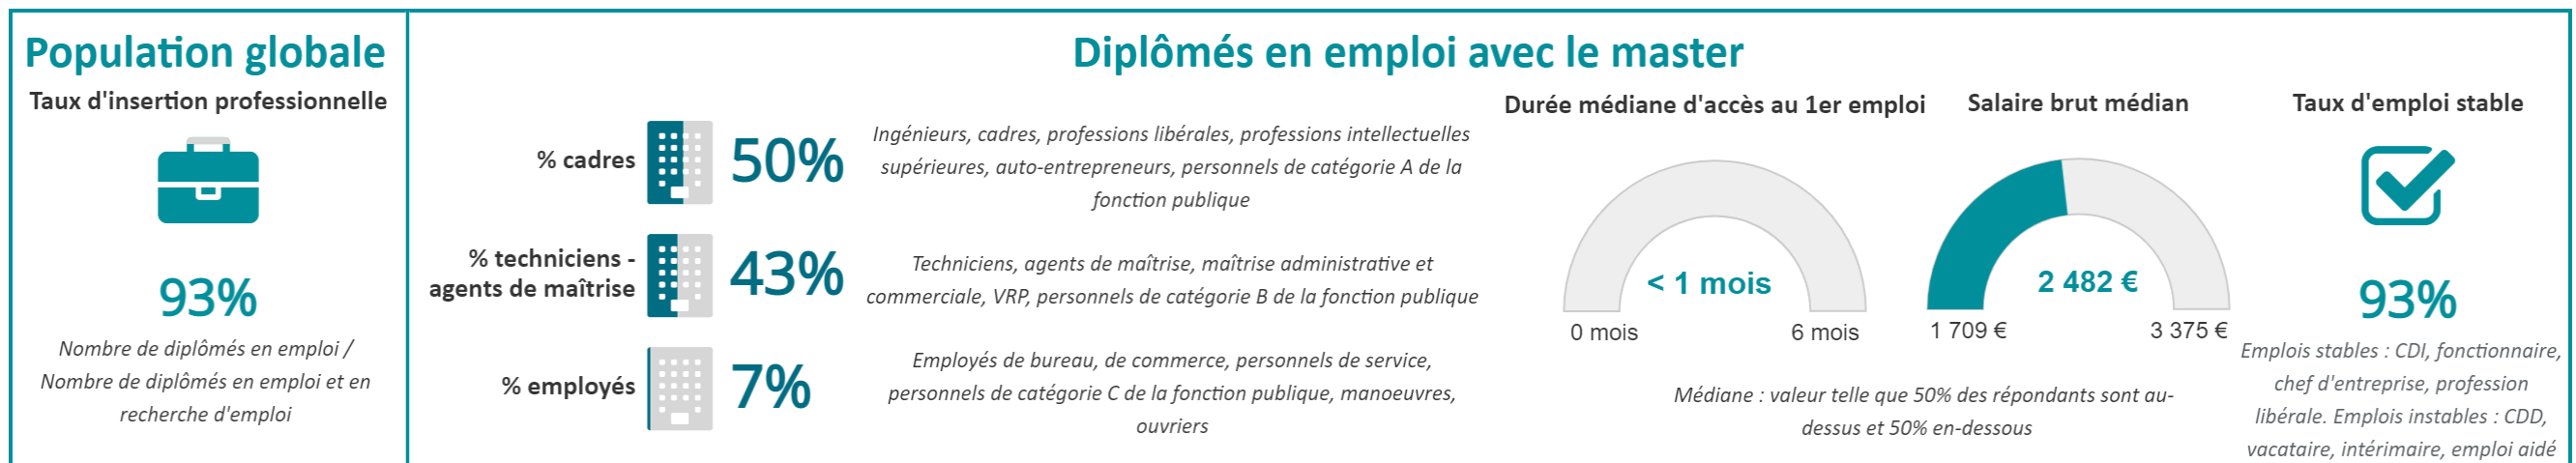 Population globale
Taux d'insertion professionnelle
93%
Nombre de diplômés en emploi /
Nombre de diplômés en emploi et en
recherche d'emploi
Diplômés en emploi avec le master
% cadres
50%
Ingénieurs, cadres, professions libérales, professions intellectuelles
supérieures, auto-entrepreneurs, personnels de catégorie A de la
fonction publique
% techniciens -
agents de maîtrise
43%
Techniciens, agents de maîtrise, maîtrise administrative et
commerciale, VRP, personnels de catégorie B de la fonction publique
% employés
7%
Employés de bureau, de commerce, personnels de service,
personnels de catégorie C de la fonction publique, manoeuvres,
ouvriers
Durée médiane d'accès au 1er emploi
< 1 mois
0 mois
6 mois
Salaire brut médian
2 482 €
1 709 €
3 375 €
Médiane : valeur telle que 50% des répondants sont au-
dessus et 50% en-dessous
Taux d'emploi stable
93%
Emplois stables : CDI, fonctionnaire,
chef d'entreprise, profession
libérale. Emplois instables : CDD,
vacataire, intérimaire, emploi aidé